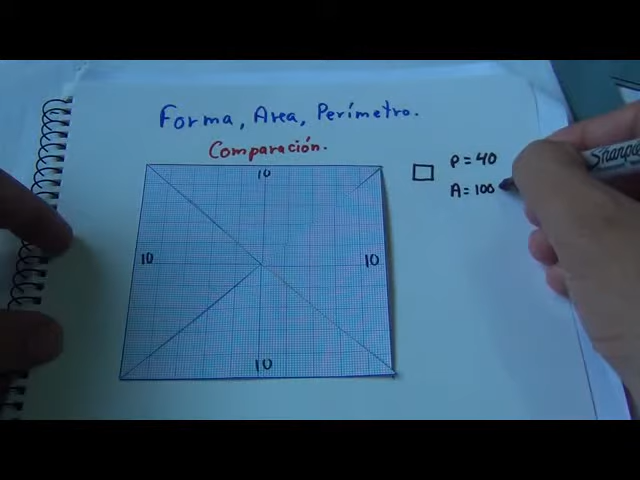 Forma, Area, Perímetro.
Comparación.
10
P = 40
A = 100
10 10
10
Sharpie